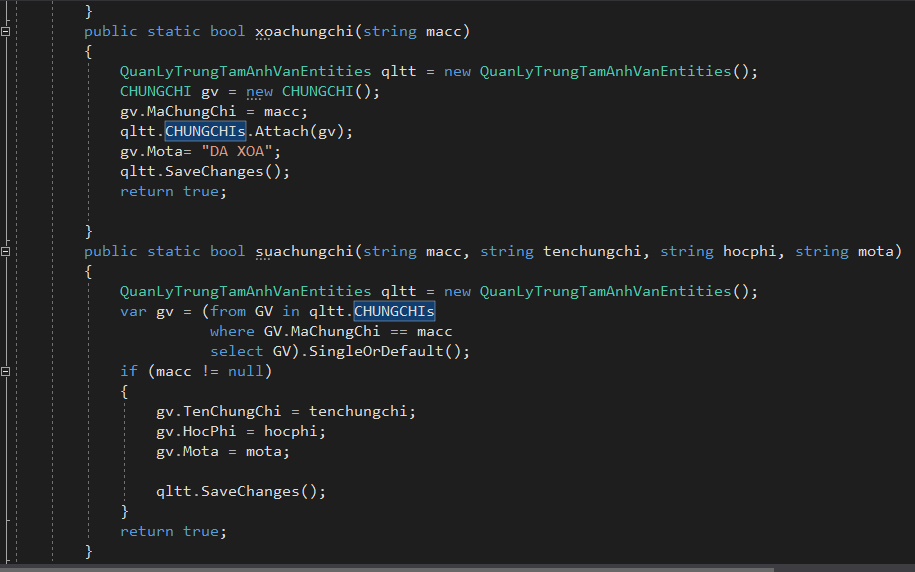 }
public static bool xoachungchi(string macc)
{
QuanLyTrungTamAnhVanEntities qltt = new QuanLyTrungTamAnhVanEntities();
CHUNGCHI gv = new CHUNGCHI();
gv.MaChungChi = macc;
qltt.CHUNGCHIs.Attach(gv);
gv.Mota= "DA XOA";
qltt.SaveChanges();
return true;
}
public static bool suachungchi(string macc, string tenchungchi, string hocphi, string mota)
{
QuanLyTrungTamAnhVanEntities qltt = new QuanLyTrungTamAnhVanEntities();
var gv = (from GV in qltt.CHUNGCHIs
where GV.MaChungChi == macc
select GV).SingleOrDefault();
if (macc != null)
{
gv.TenChungChi = tenchungchi;
gv.HocPhi = hocphi;
gv.Mota = mota;
qltt.SaveChanges();
}
return true;
}